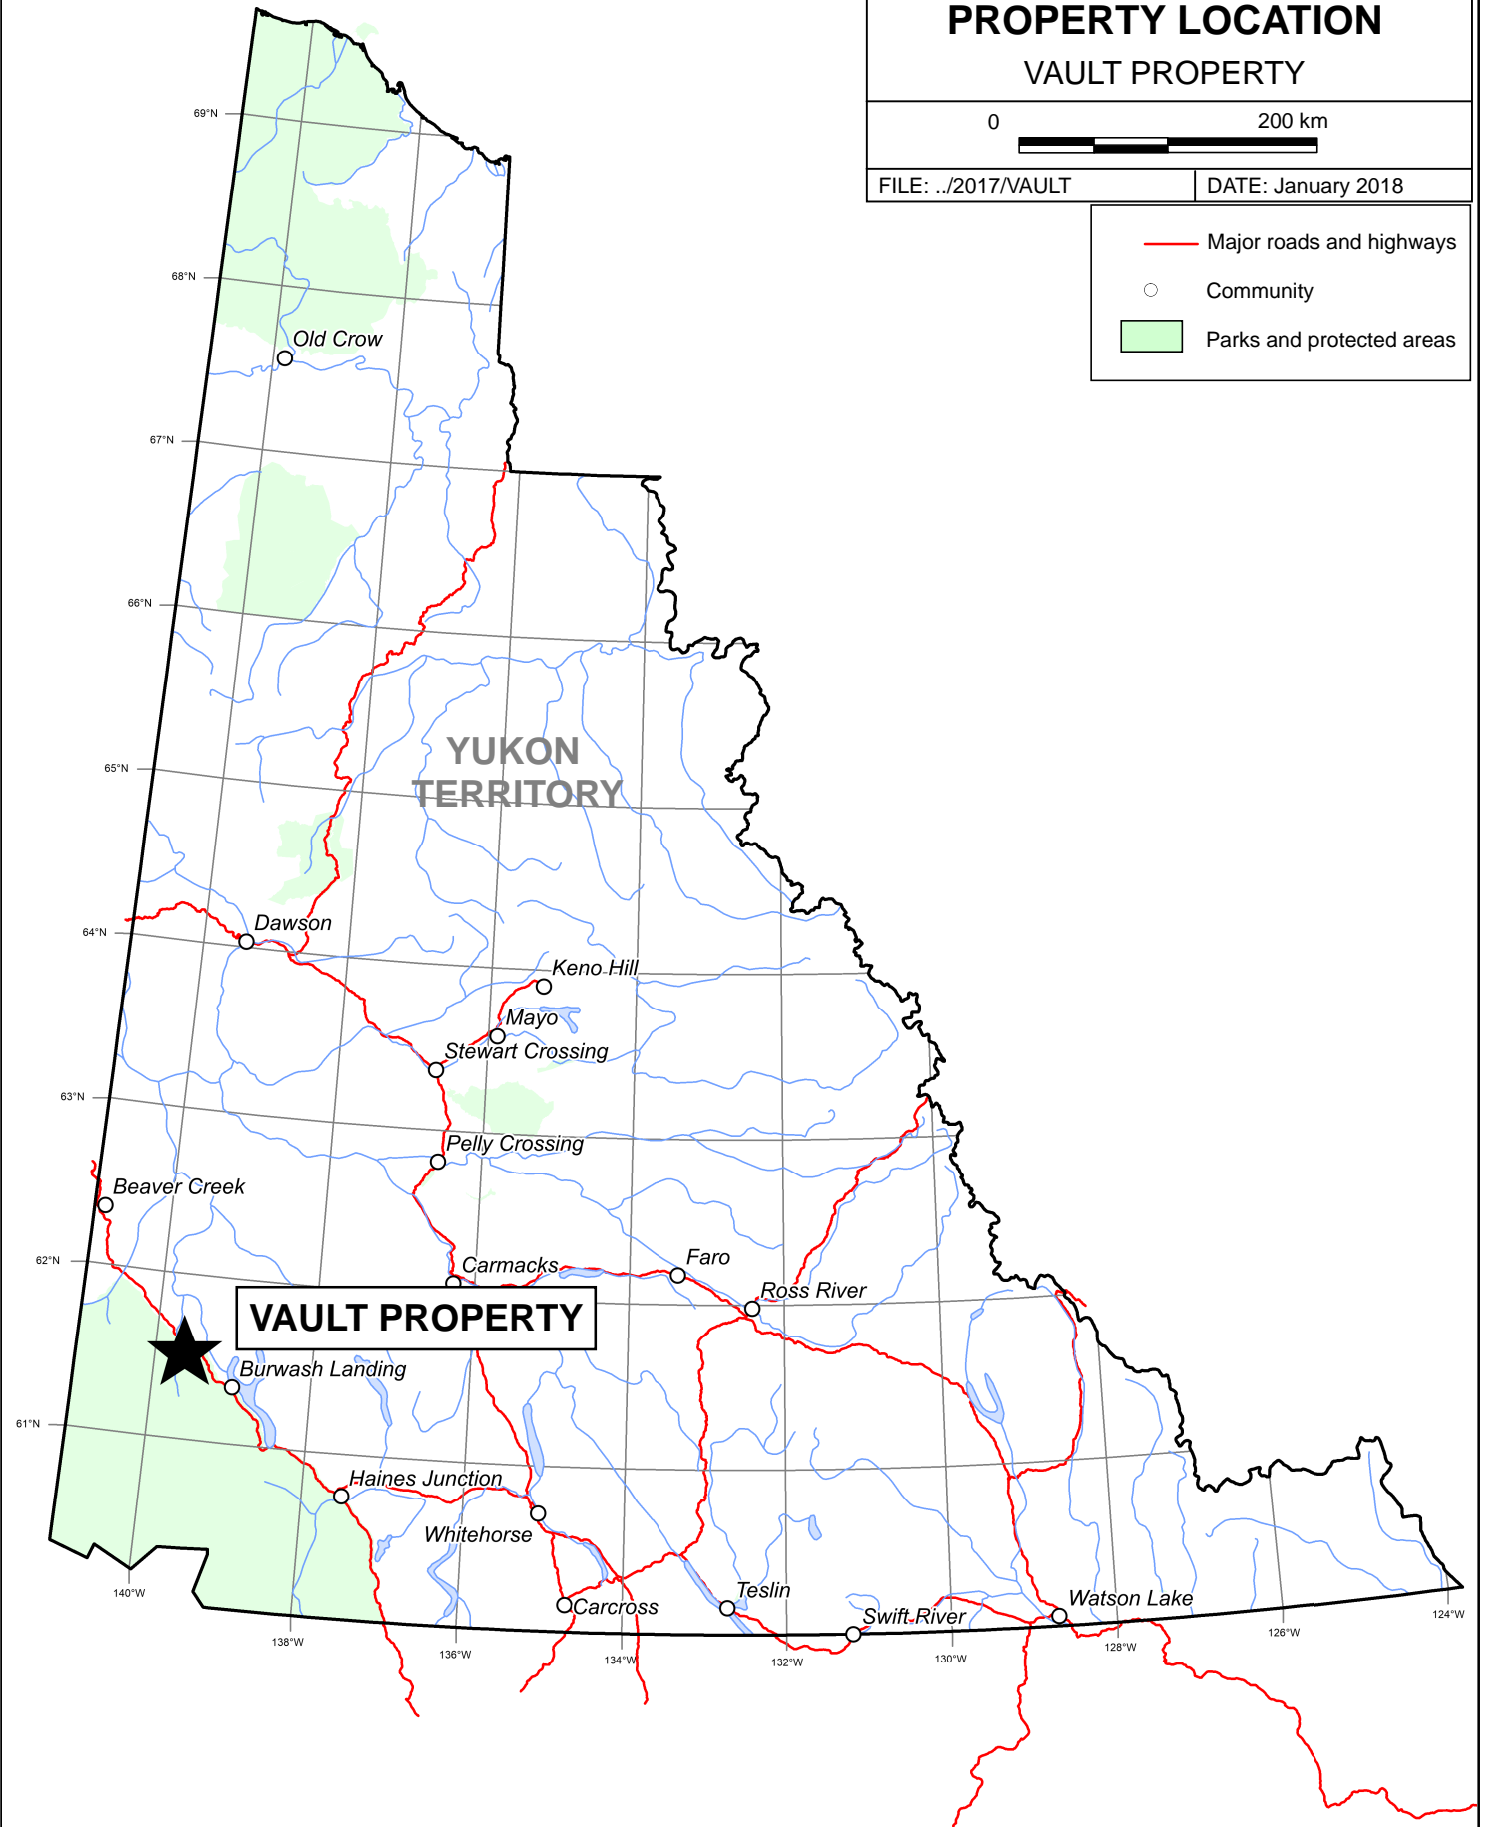 PROPERTY LOCATION
VAULT PROPERTY
0 200 km
FILE: ../2017/VAULT DATE: January 2018
Major roads and highways
Community
Parks and protected areas
69°N
68°N
Old Crow
67°N
66°N
YUKON
TERRITORY
65°N
Dawson
64°N
Keno Hill
Mayo
Stewart Crossing
63°N
Pelly Crossing
Beaver Creek
62°N
Carmacks
Faro
Ross River
VAULT PROPERTY
Burwash Landing
61°N
Haines Junction
Whitehorse
Teslin
Carcross
Swift River
Watson Lake
140°W
138°W
136°W
134°W
132°W
130°W
128°W
126°W
124°W